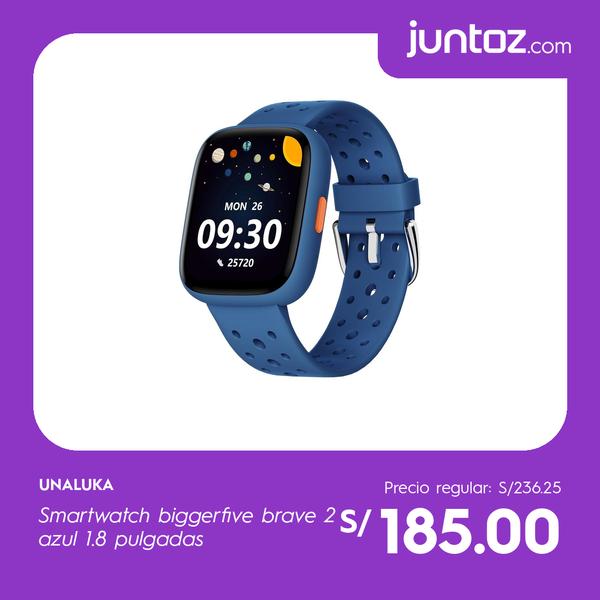 juntoz.com
MON 26
09:30
25720
UNALUKA
Precio regular: S/236.25
Smartwatch biggerfive brave 2
azul 1.8 pulgadas
S/185.00